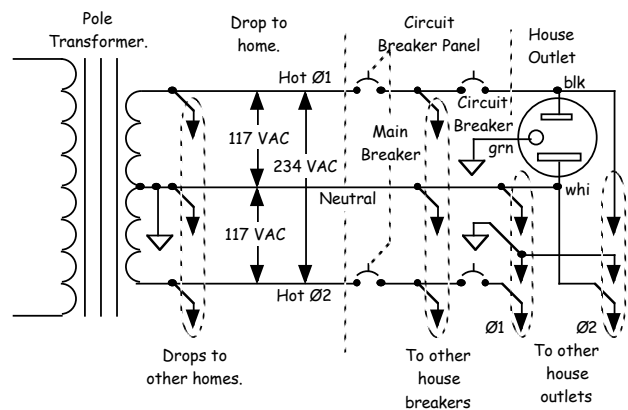 Pole
Transformer.
Drop to
home.
Circuit
Breaker Panel
House
Outlet
Hot Ø1
blk
Circuit
Breaker
grn
117 VAC
234 VAC
Main
Breaker
Neutral
whi
117 VAC
Hot Ø2
Ø1
Ø2
Drops to
other homes.
To other
house
breakers
To other
house
outlets